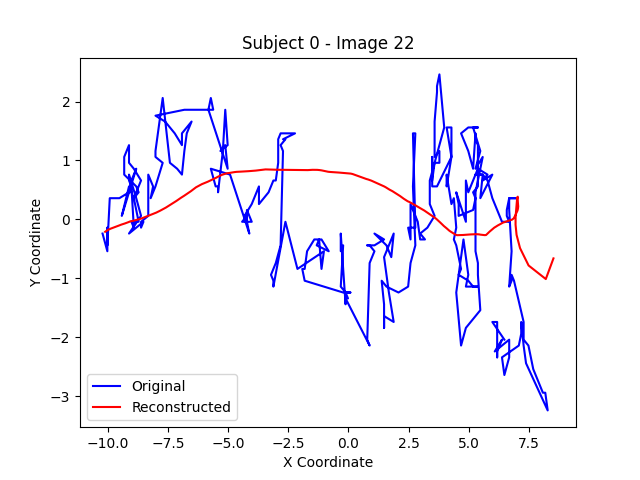 Subject 0 - Image 22
Y Coordinate
2
1
0
−1
−2
−3
Original
Reconstructed
−10.0 −7.5 −5.0 −2.5 0.0 2.5 5.0 7.5
X Coordinate